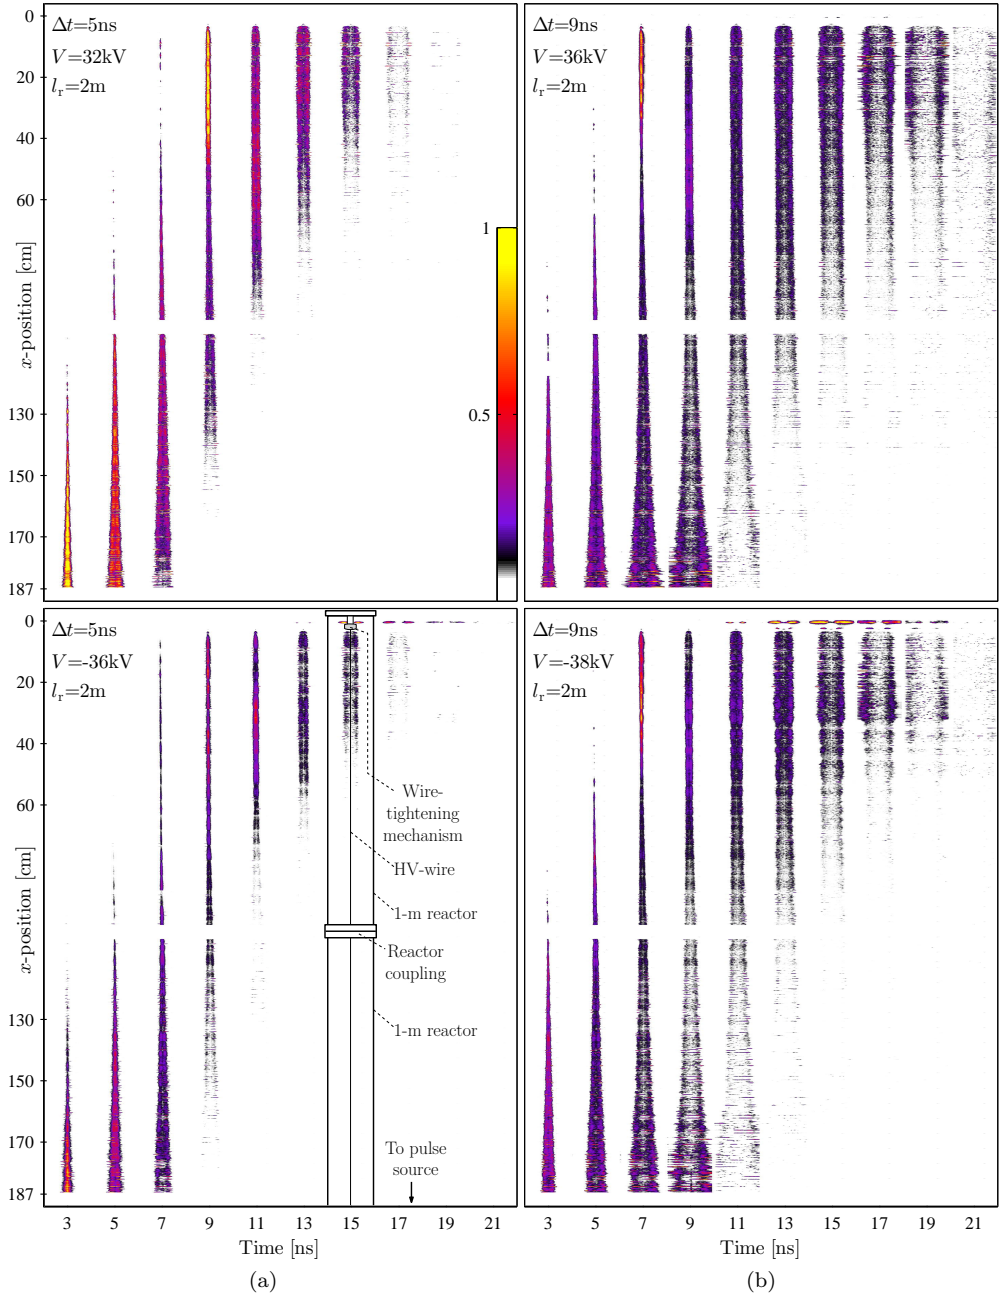 Δt=5ns
V=32kV
lr=2m
Δt=9ns
V=36kV
lr=2m
0
20
40
60
130
150
170
187
x-position [cm]
1
0.5
Δt=5ns
V=-36kV
lr=2m
Δt=9ns
V=-38kV
lr=2m
0
20
40
60
130
150
170
187
x-position [cm]
Wire-
tightening
mechanism
HV-wire
1-m reactor
Reactor
coupling
1-m reactor
To pulse
source
3 5 7 9 11 13 15 17 19 21
3 5 7 9 11 13 15 17 19 21
Time [ns]
Time [ns]
(a)
(b)